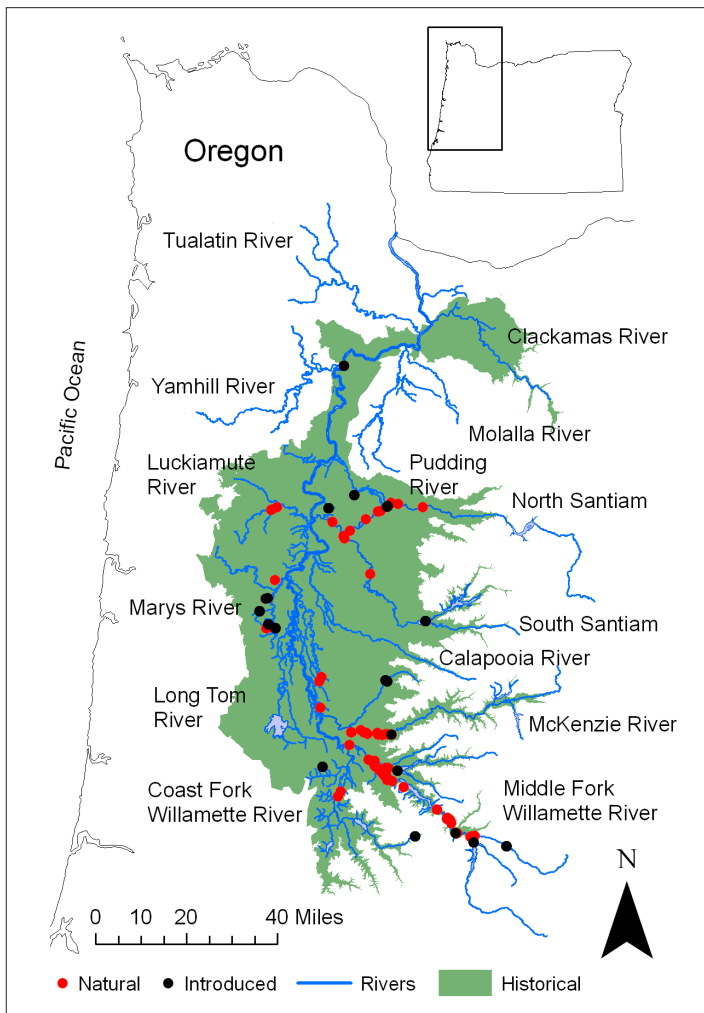 Oregon
Tualatin River
Clackamas River
Pacific Ocean
Yamhill River
Molalla River
Luckiamute
River
Pudding
River
North Santiam
Marys River
South Santiam
Calapooia River
Long Tom
River
McKenzie River
Coast Fork
Willamette River
Middle Fork
Willamette River
N
0 10 20 40 Miles
Natural Introduced Rivers Historical